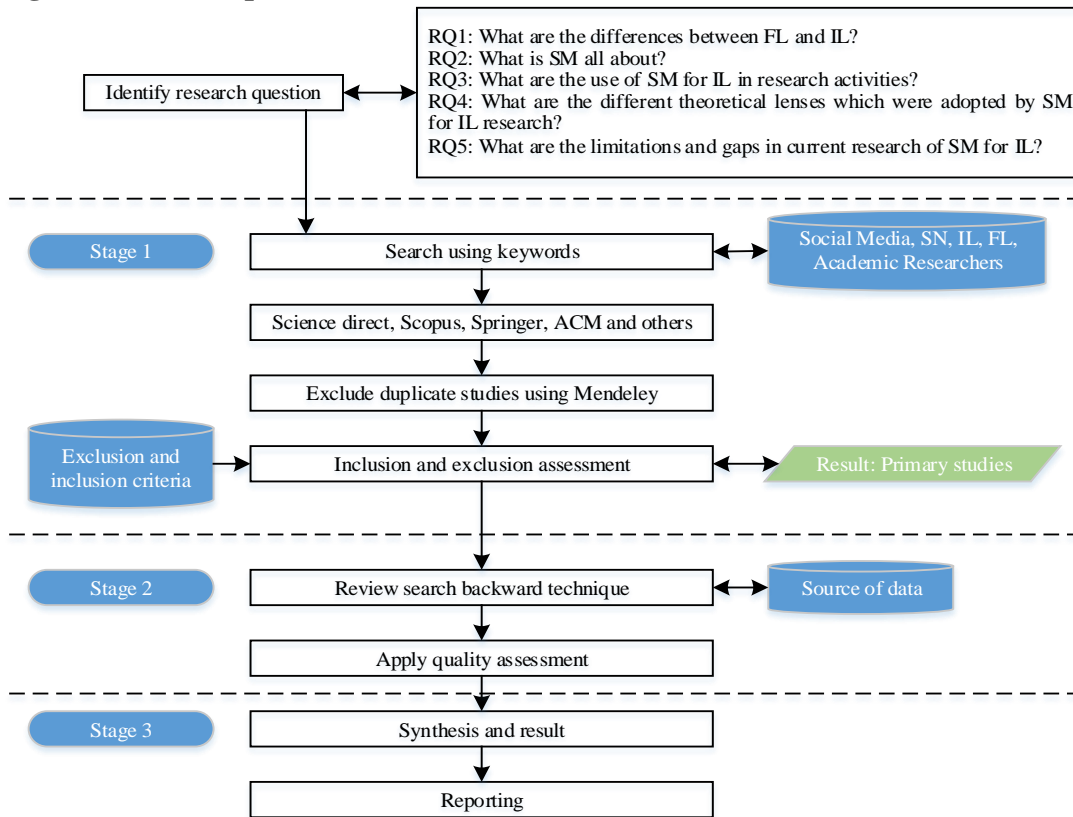 RQ1: What are the differences between FL and IL?
RQ2: What is SM all about?
RQ3: What are the use of SM for IL in research activities?
RQ4: What are the different theoretical lenses which were adopted by SM
for IL research?
RQ5: What are the limitations and gaps in current research of SM for IL?
Identify research question
Stage 1
Search using keywords
Social Media, SN, IL, FL,
Academic Researchers
Science direct, Scopus, Springer, ACM and others
Exclude duplicate studies using Mendeley
Exclusion and
inclusion criteria
Inclusion and exclusion assessment
Result: Primary studies
Stage 2
Review search backward technique
Source of data
Apply quality assessment
Stage 3
Synthesis and result
Reporting